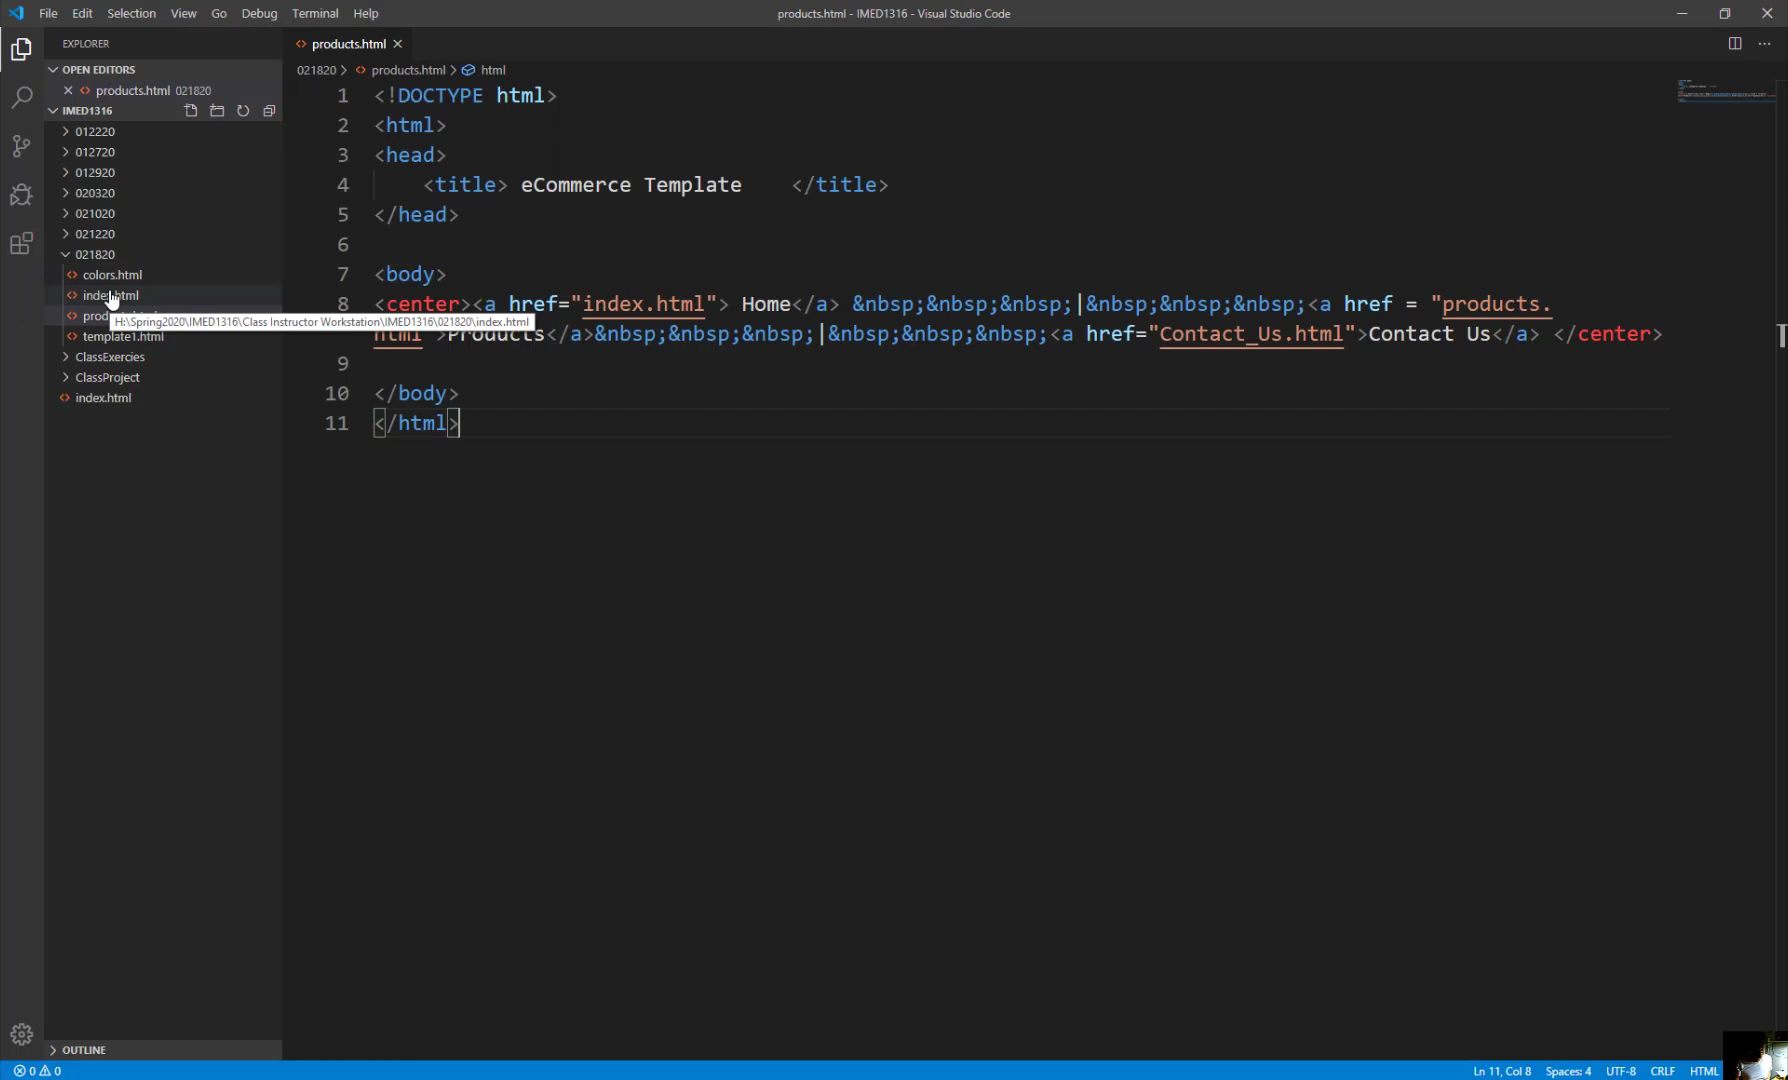 File Edit Selection View Go Debug Terminal Help
products.html - IMED1316 - Visual Studio Code
EXPLORER
OPEN EDITORS
products.html 021820
IMED1316
012220
012720
012920
020320
021020
021220
021820
colors.html
index.html
H:\Spring2020\IMED1316\Class Instructor Workstation\IMED1316\021820\index.html
template1.html
ClassExercies
ClassProject
index.html
OUTLINE
products.html
021820 > products.html > html
1 <!DOCTYPE html>
2 <html>
3 <head>
4 <title> eCommerce Template </title>
5 </head>
6
7 <body>
8 <center><a href="index.html"> Home</a> &nbsp;&nbsp;&nbsp;|&nbsp;&nbsp;&nbsp;<a href = "products.
html">Products</a>&nbsp;&nbsp;&nbsp;|&nbsp;&nbsp;&nbsp;<a href="Contact_Us.html">Contact Us</a> </center>
9
10 </body>
11 </html>
0 0
Ln 11, Col 8 Spaces: 4 UTF-8 CRLF HTML